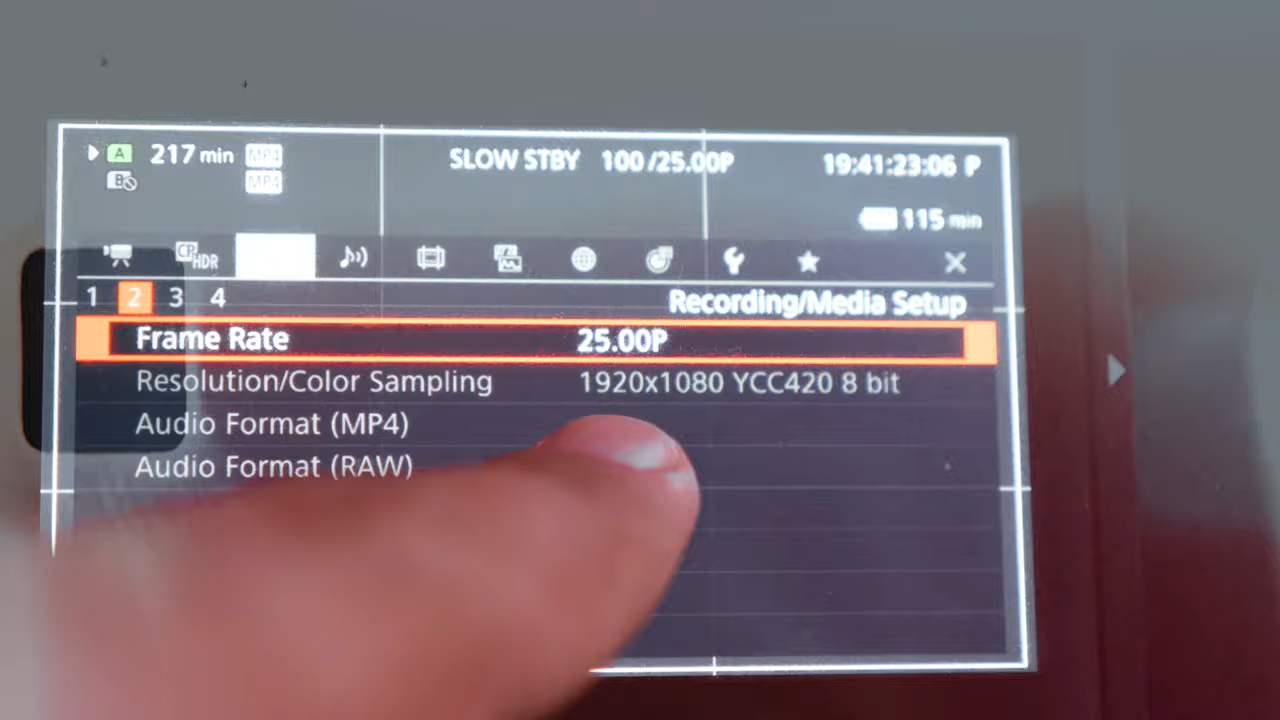 A 217 min MP4 SLOW STBY 100/25.00P 19:41:23:06 P
B MP4
115 min
CP HDR
1 2 3 4 Recording/Media Setup
Frame Rate 25.00P
Resolution/Color Sampling 1920x1080 YCC420 8 bit
Audio Format (MP4)
Audio Format (RAW)